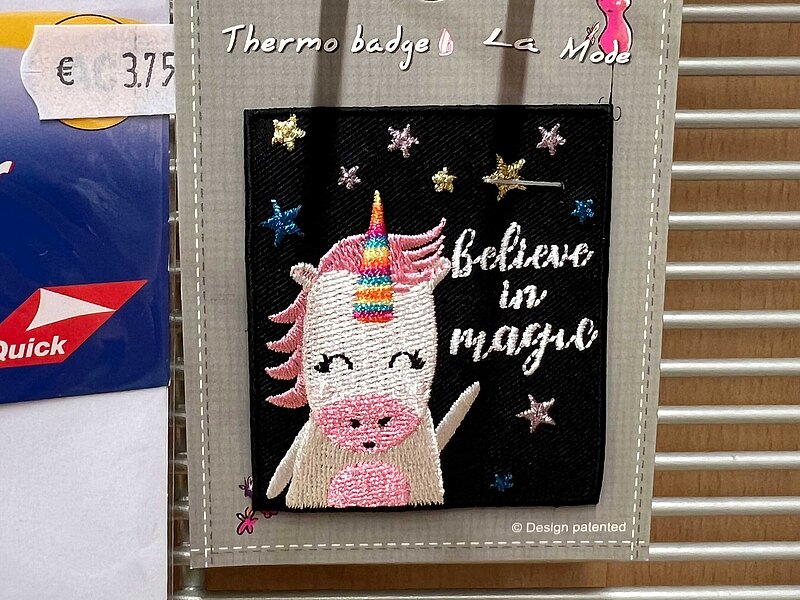 € 3.75
Quick
Thermo badge La Mode
believe
in
magic
© Design patented